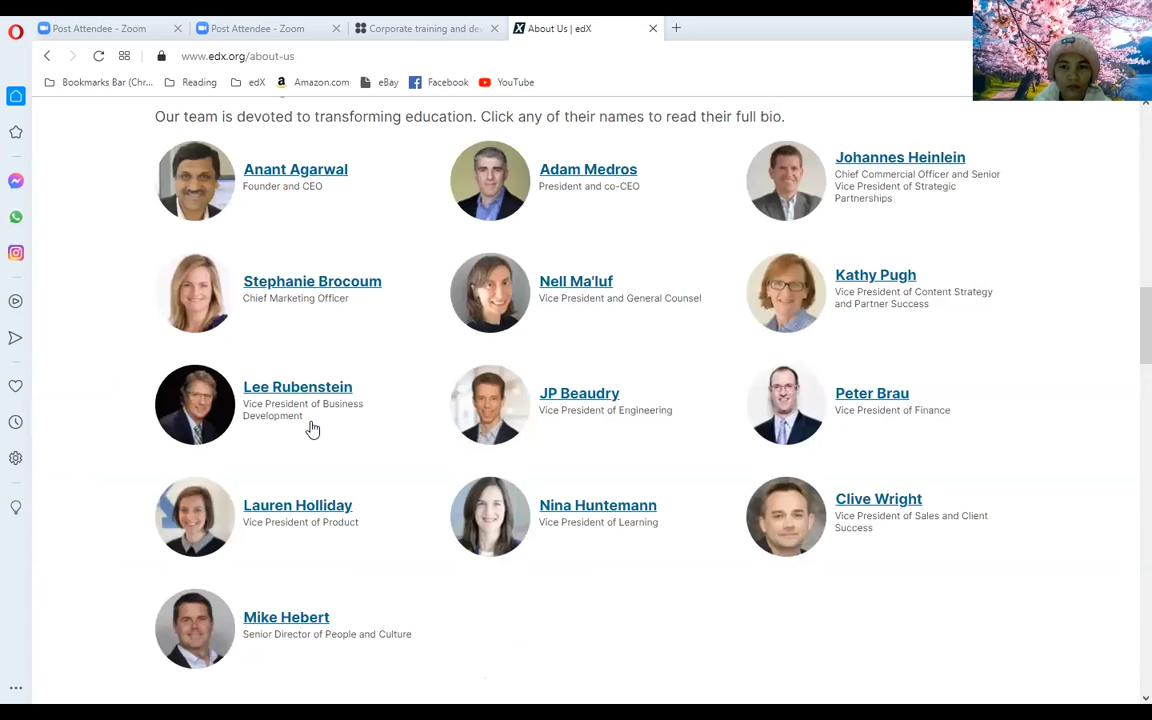 Post Attendee - Zoom
Post Attendee - Zoom
Corporate training and de
About Us | edX
www.edx.org/about-us
Bookmarks Bar (Chr...
Reading
edX
Amazon.com
eBay
Facebook
YouTube
Our team is devoted to transforming education. Click any of their names to read their full bio.
Anant Agarwal
Founder and CEO
Adam Medros
President and co-CEO
Johannes Heinlein
Chief Commercial Officer and Senior
Vice President of Strategic
Partnerships
Stephanie Brocoum
Chief Marketing Officer
Nell Ma'luf
Vice President and General Counsel
Kathy Pugh
Vice President of Content Strategy
and Partner Success
Lee Rubenstein
Vice President of Business
Development
JP Beaudry
Vice President of Engineering
Peter Brau
Vice President of Finance
Lauren Holliday
Vice President of Product
Nina Huntemann
Vice President of Learning
Clive Wright
Vice President of Sales and Client
Success
Mike Hebert
Senior Director of People and Culture